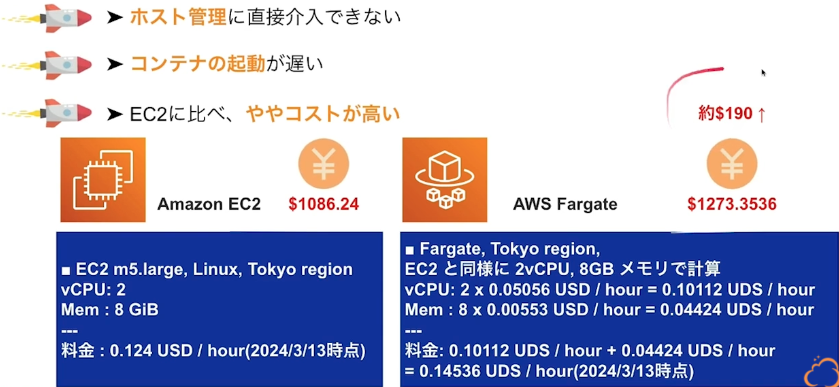 ➤ ホスト管理に直接介入できない
➤ コンテナの起動が遅い
➤ EC2に比べ、ややコストが高い
約$190 ↑
¥
Amazon EC2
$1086.24
¥
AWS Fargate
$1273.3536
■ EC2 m5.large, Linux, Tokyo region
vCPU: 2
Mem : 8 GiB
---
料金 : 0.124 USD / hour(2024/3/13時点)
■ Fargate, Tokyo region,
EC2 と同様に 2vCPU, 8GB メモリで計算
vCPU: 2 x 0.05056 USD / hour = 0.10112 UDS / hour
Mem : 8 x 0.00553 USD / hour = 0.04424 UDS / hour
---
料金: 0.10112 UDS / hour + 0.04424 UDS / hour
= 0.14536 UDS / hour(2024/3/13時点)